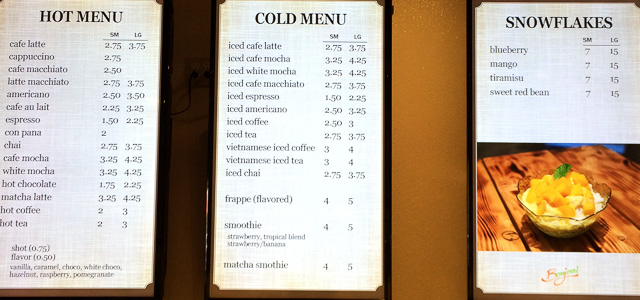 HOT MENU
SM LG
cafe latte 2.75 3.75
cappuccino 2.75
cafe macchiato 2.50
latte macchiato 2.75 3.75
americano 2.50 3.50
cafe au lait 2.25 3.25
espresso 1.50 2.25
con pana 2
chai 2.75 3.75
cafe mocha 3.25 4.25
white mocha 3.25 4.25
hot chocolate 1.75 2.25
matcha latte 3.25 4.25
hot coffee 2 3
hot tea 2 3
shot (0.75)
flavor (0.50)
vanilla, caramel, choco, white choco,
hazelnut, raspberry, pomegranate
COLD MENU
SM LG
iced cafe latte 2.75 3.75
iced cafe mocha 3.25 4.25
iced white mocha 3.25 4.25
iced cafe macchiato 2.75 3.75
iced espresso 1.50 2.25
iced americano 2.50 3.25
iced coffee 2.50 3
iced tea 2.75 3.75
vietnamese iced coffee 3 4
vietnamese iced tea 3 4
iced chai 2.75 3.75
frappe (flavored) 4 5
smoothie 4 5
strawberry, tropical blend
strawberry/banana
matcha smothie 4 5
SNOWFLAKES
SM LG
blueberry 7 15
mango 7 15
tiramisu 7 15
sweet red bean 7 15